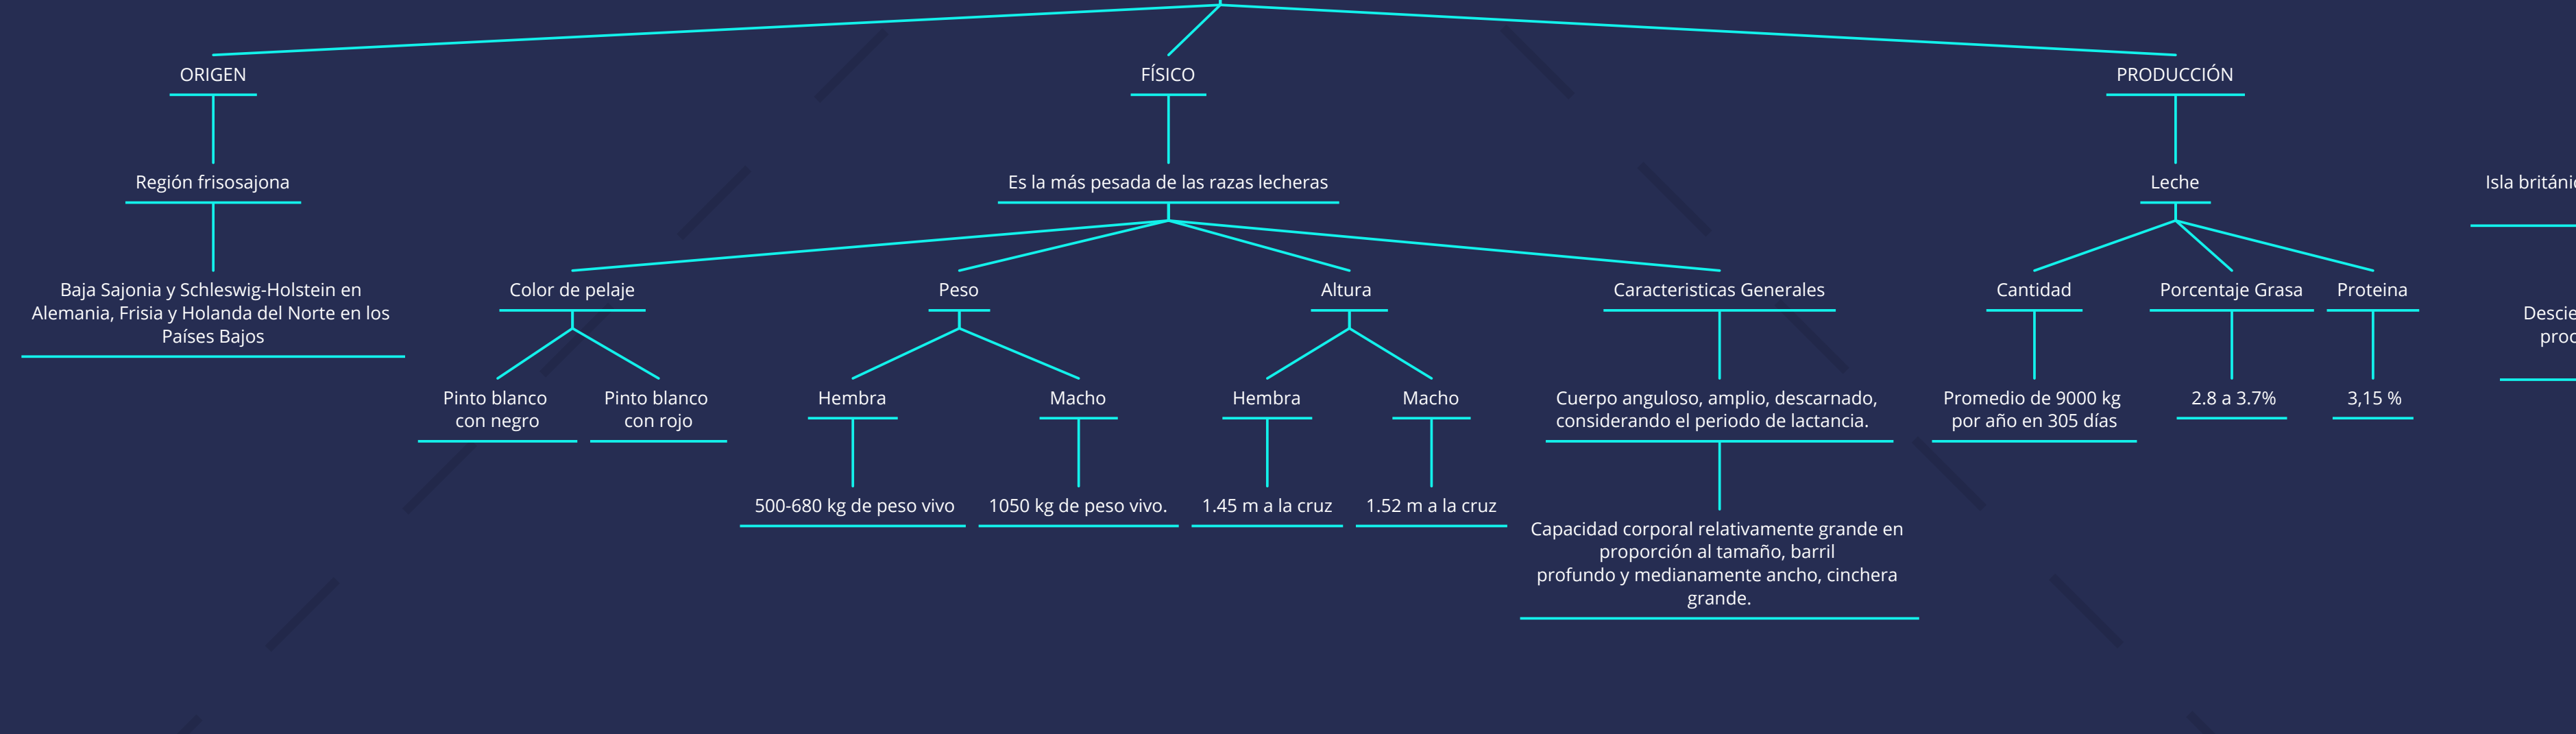 ORIGEN
Región frisosajona
Baja Sajonia y Schleswig-Holstein en
Alemania, Frisia y Holanda del Norte en los
Países Bajos
FÍSICO
Es la más pesada de las razas lecheras
Color de pelaje
Pinto blanco
con negro
Pinto blanco
con rojo
Peso
Hembra
500-680 kg de peso vivo
Macho
1050 kg de peso vivo.
Altura
Hembra
1.45 m a la cruz
Macho
1.52 m a la cruz
Caracteristicas Generales
Cuerpo anguloso, amplio, descarnado,
considerando el periodo de lactancia.
Capacidad corporal relativamente grande en
proporción al tamaño, barril
profundo y medianamente ancho, cinchera
grande.
PRODUCCIÓN
Leche
Cantidad
Promedio de 9000 kg
por año en 305 días
Porcentaje Grasa
2.8 a 3.7%
Proteina
3,15 %
Isla